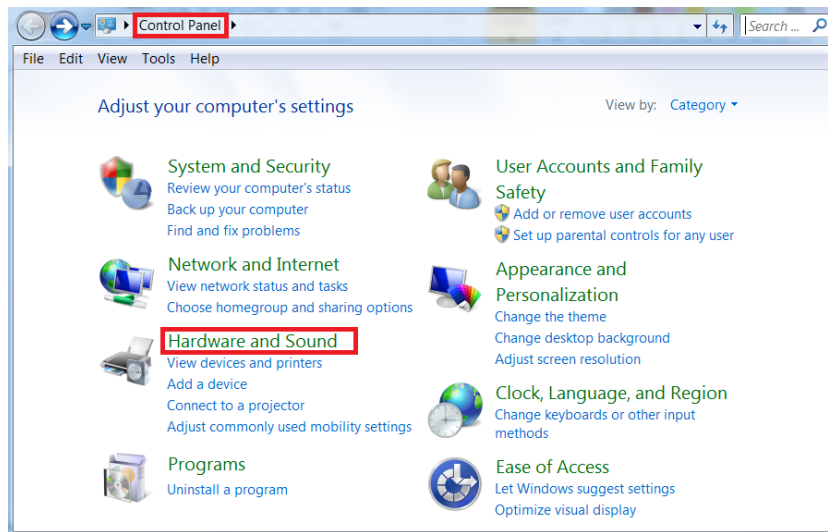 Control Panel
Search ...
File Edit View Tools Help
Adjust your computer's settings
View by: Category
System and Security
Review your computer's status
Back up your computer
Find and fix problems
Network and Internet
View network status and tasks
Choose homegroup and sharing options
Hardware and Sound
View devices and printers
Add a device
Connect to a projector
Adjust commonly used mobility settings
Programs
Uninstall a program
User Accounts and Family
Safety
Add or remove user accounts
Set up parental controls for any user
Appearance and
Personalization
Change the theme
Change desktop background
Adjust screen resolution
Clock, Language, and Region
Change keyboards or other input
methods
Ease of Access
Let Windows suggest settings
Optimize visual display